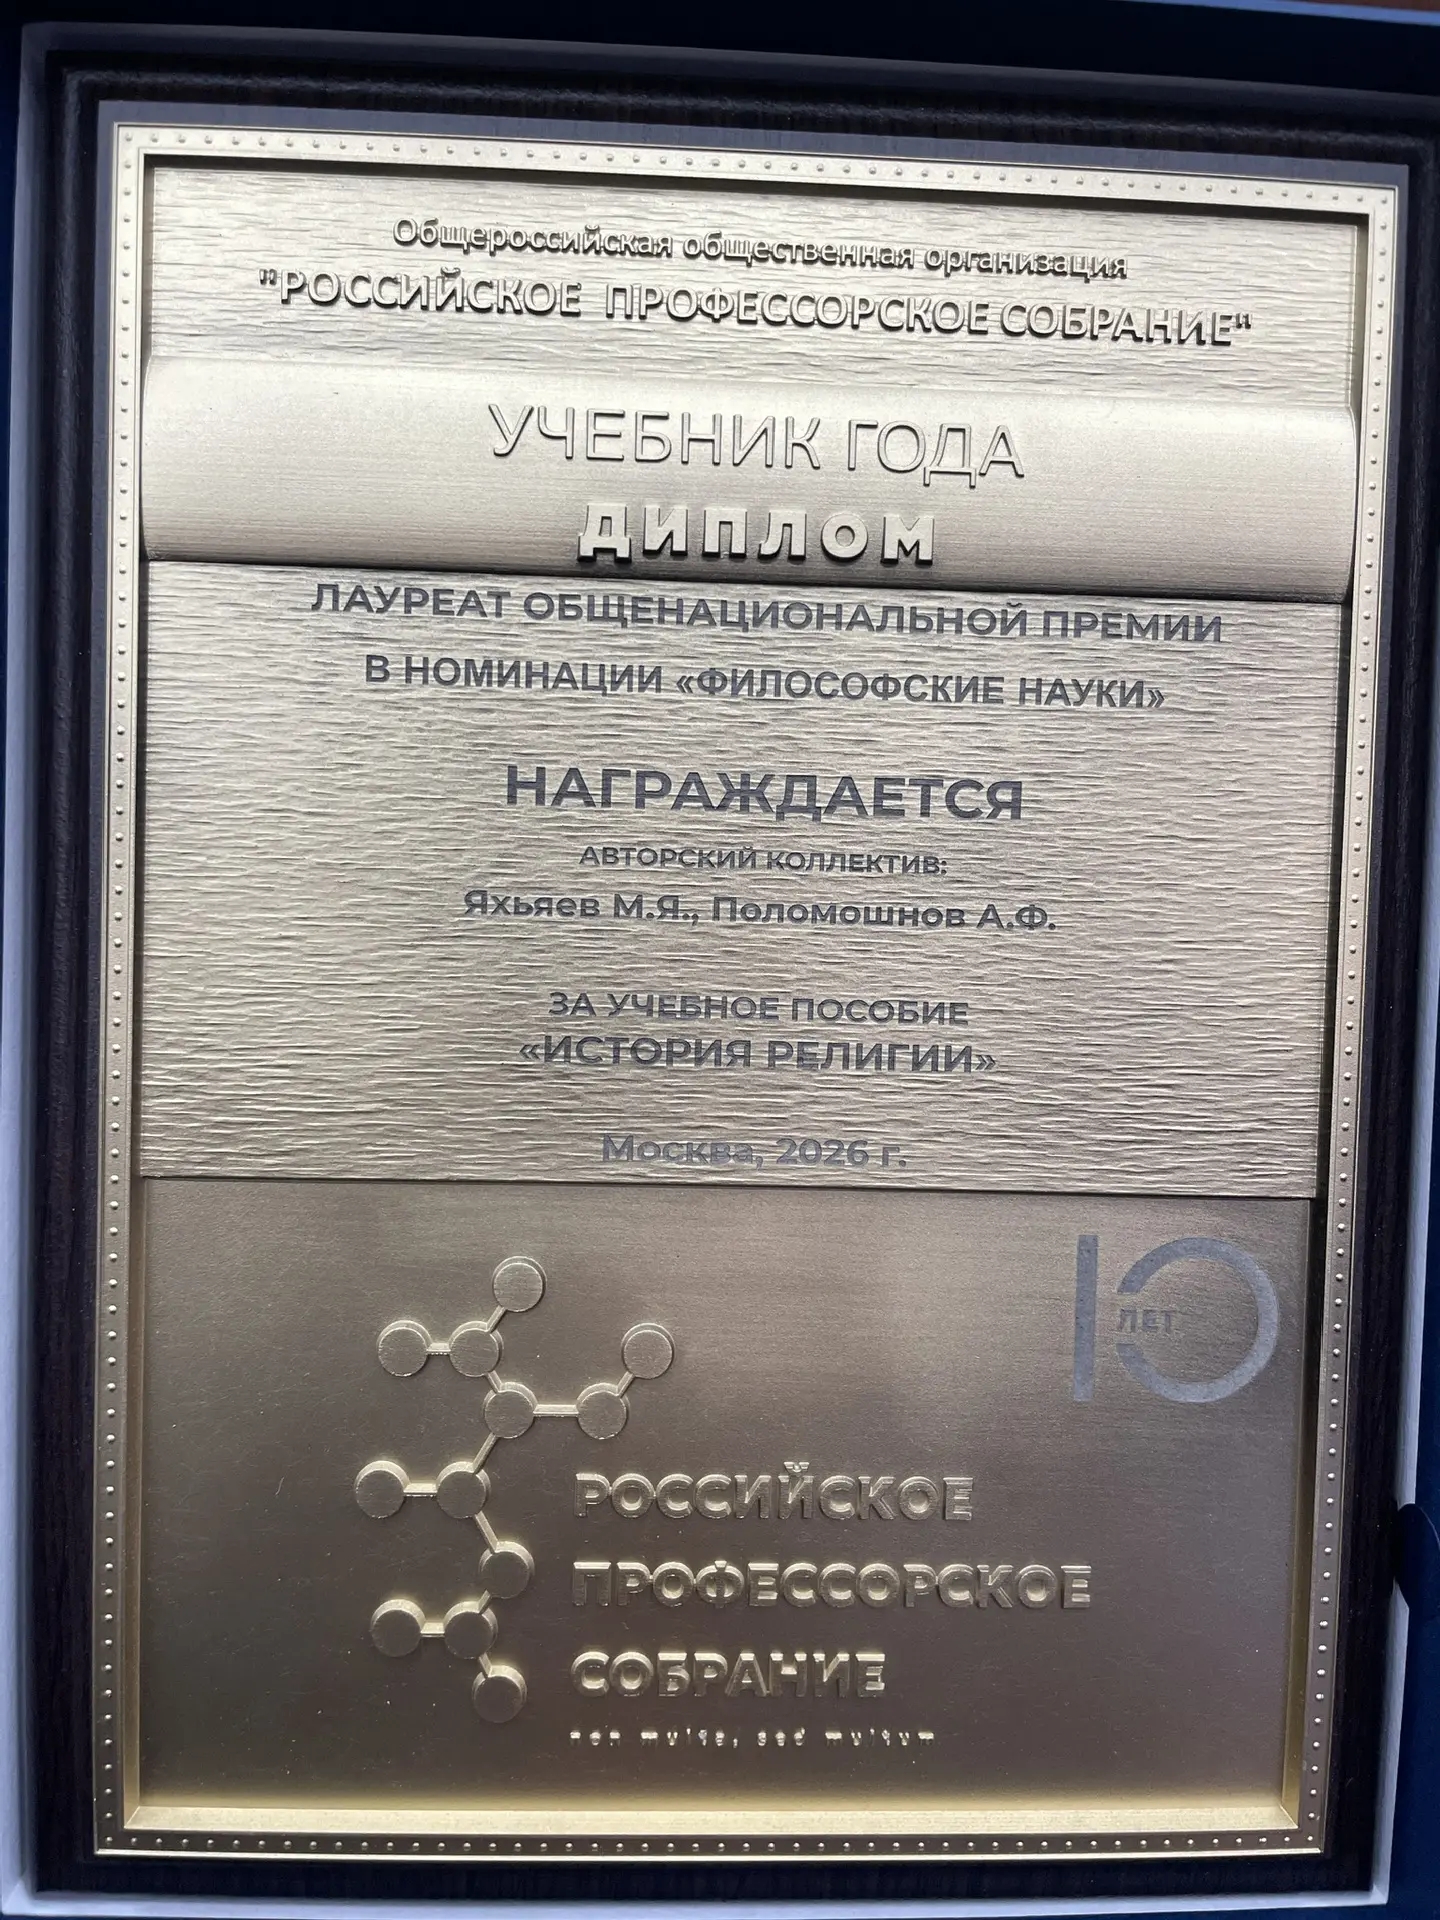 Общероссийская общественная организация
"РОССИЙСКОЕ ПРОФЕССОРСКОЕ СОБРАНИЕ"
УЧЕБНИК ГОДА
ДИПЛОМ
ЛАУРЕАТ ОБЩЕНАЦИОНАЛЬНОЙ ПРЕМИИ
В НОМИНАЦИИ «ФИЛОСОФСКИЕ НАУКИ»
НАГРАЖДАЕТСЯ
АВТОРСКИЙ КОЛЛЕКТИВ:
Яхьяев М.Я., Поломошнов А.Ф.
ЗА УЧЕБНОЕ ПОСОБИЕ
«ИСТОРИЯ РЕЛИГИИ»
Москва, 2026 г.
10
ЛЕТ
РОССИЙСКОЕ
ПРОФЕССОРСКОЕ
СОБРАНИЕ
non multa, sed multum